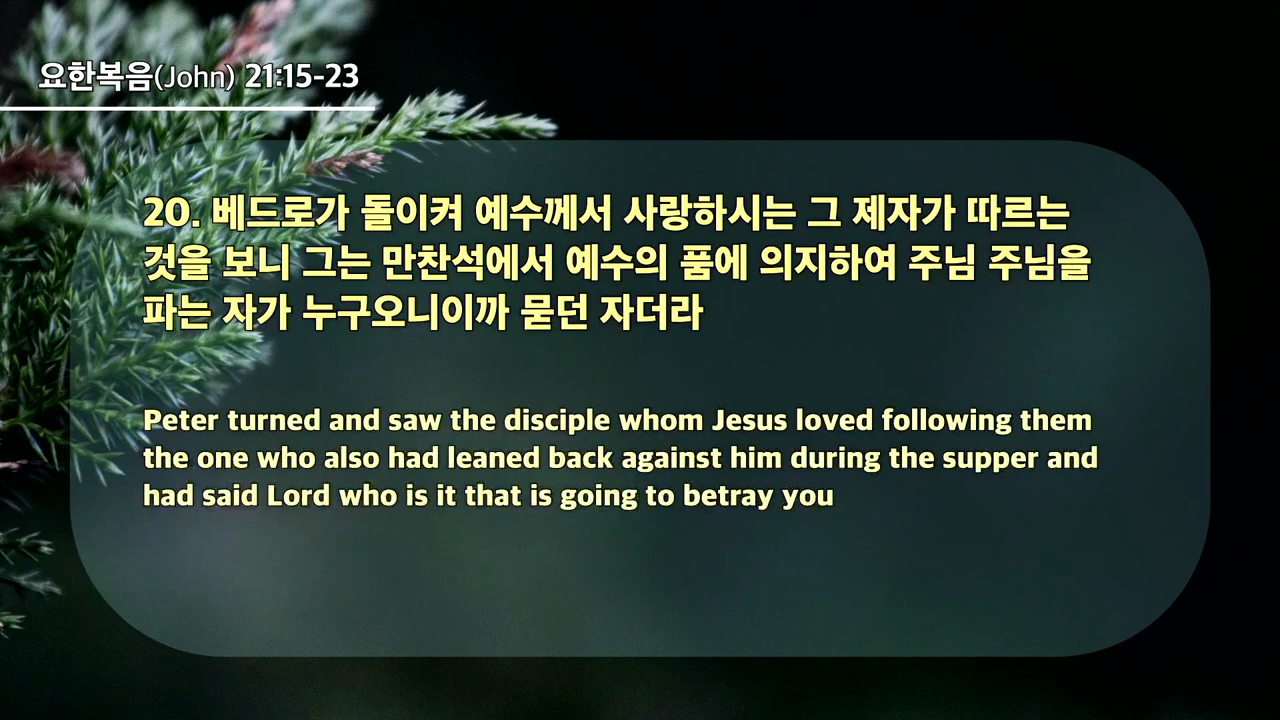 요한복음(John) 21:15-23
20. 베드로가 돌이켜 예수께서 사랑하시는 그 제자가 따르는
것을 보니 그는 만찬석에서 예수의 품에 의지하여 주님 주님을
파는 자가 누구오니이까 묻던 자더라
Peter turned and saw the disciple whom Jesus loved following them
the one who also had leaned back against him during the supper and
had said Lord who is it that is going to betray you